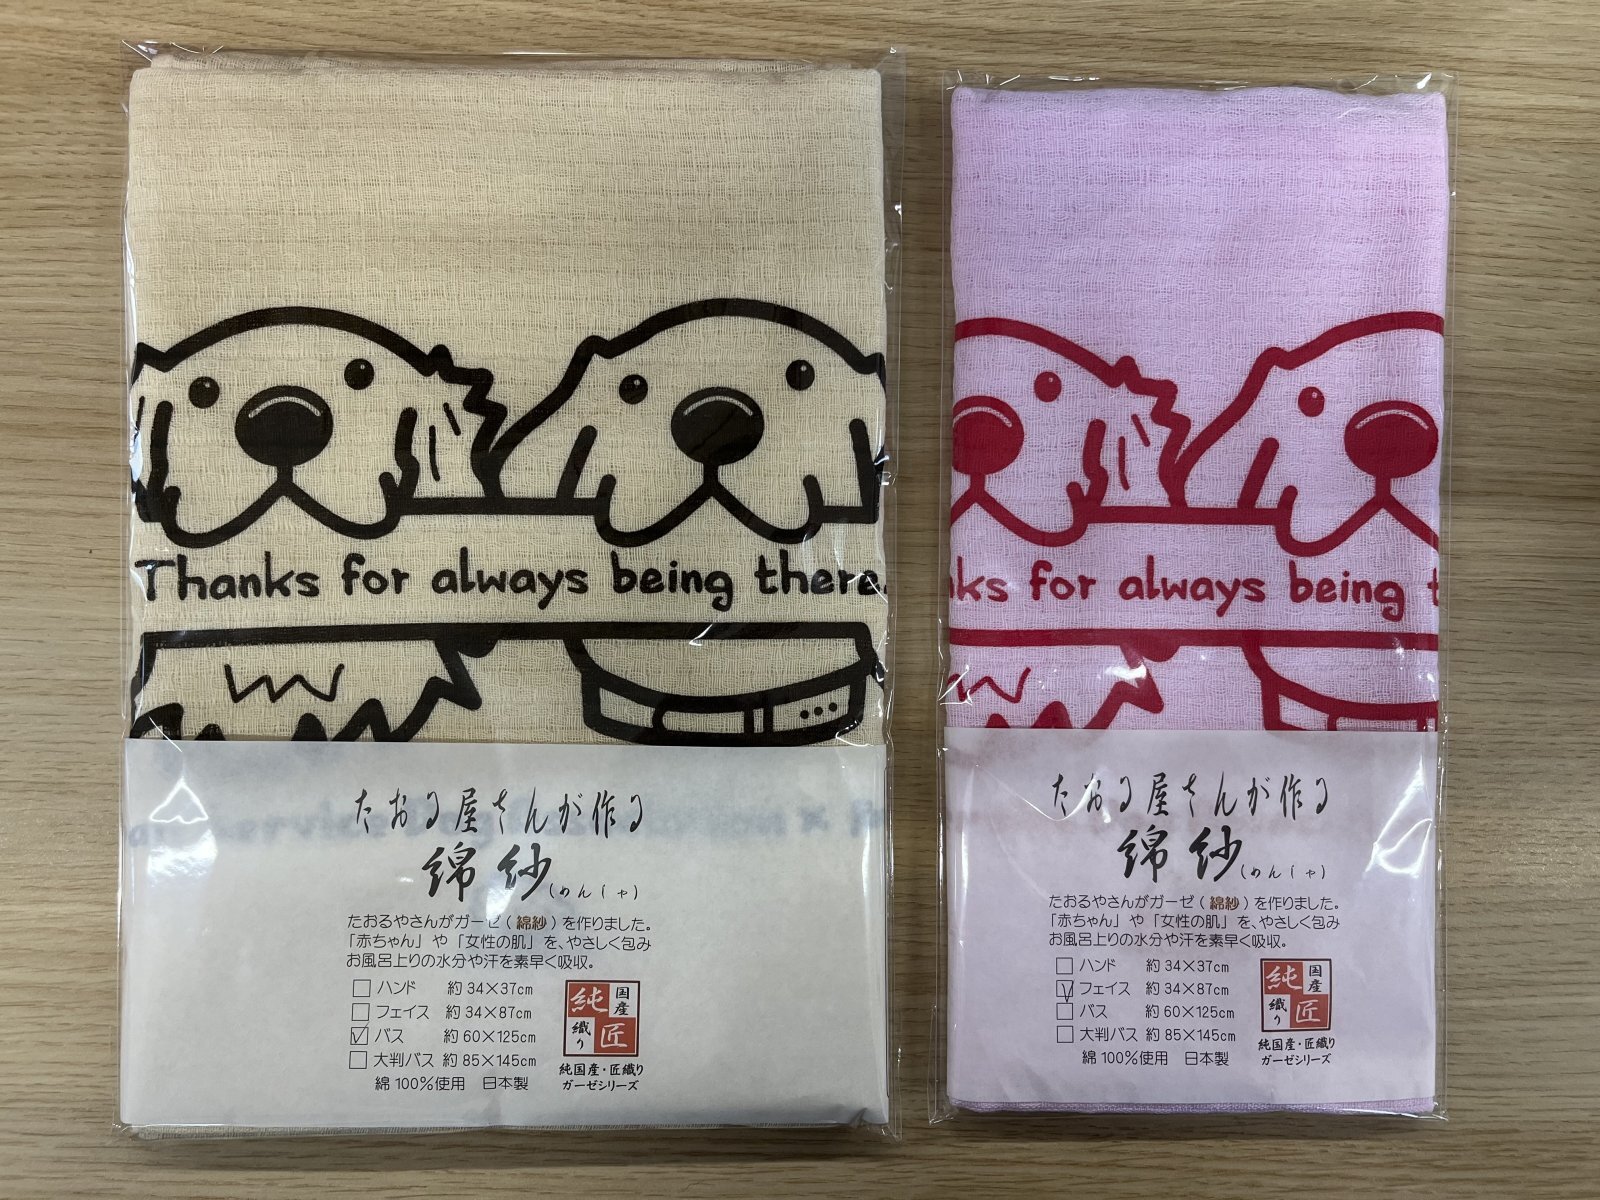 Thanks for always being there.
たおる屋さんが作る
綿紗(めんしゃ)
たおるやさんがガーゼ(綿紗)を作りました。
「赤ちゃん」や「女性の肌」を、やさしく包み
お風呂上りの水分や汗を素早く吸収。
ハンド 約34×37cm
フェイス 約34×87cm
バス 約60×125cm
大判バス 約85×145cm
綿100%使用 日本製
国産
純
織り
匠
純国産・匠織り
ガーゼシリーズ
nks for always being t
たおる屋さんが作る
綿紗(めんしゃ)
たおるやさんがガーゼ(綿紗)を作りました。
「赤ちゃん」や「女性の肌」を、やさしく包み
お風呂上りの水分や汗を素早く吸収。
ハンド 約34×37cm
フェイス 約34×87cm
バス 約60×125cm
大判バス 約85×145cm
綿100%使用 日本製
国産
純
織り
匠
純国産・匠織り
ガーゼシリーズ